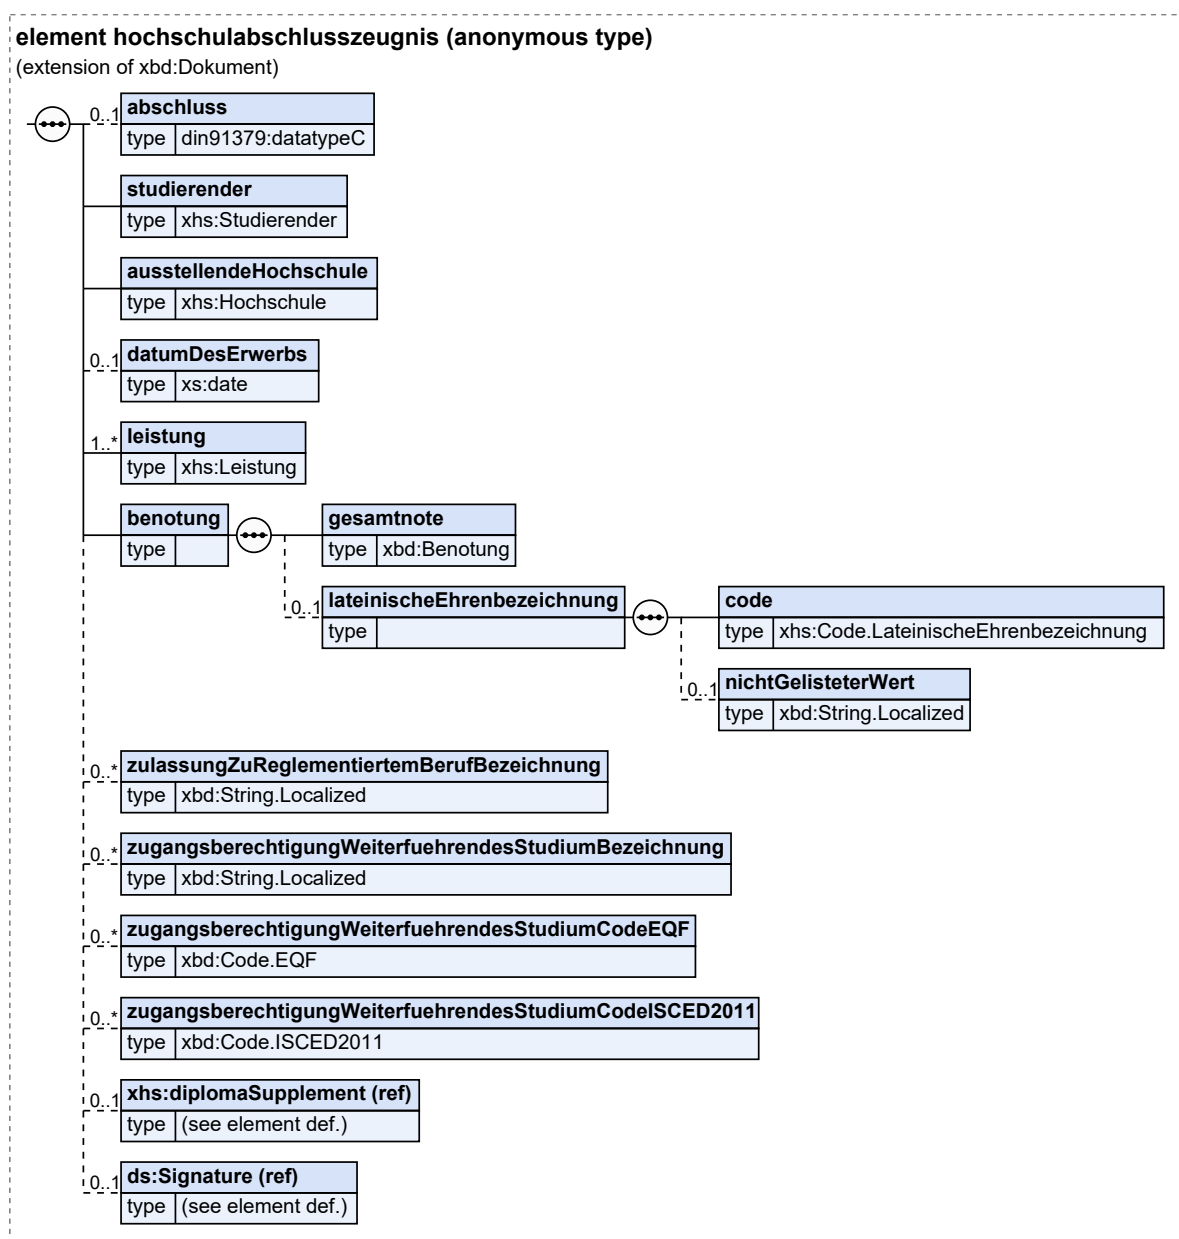 element hochschulabschlusszeugnis (anonymous type)
(extension of xbd:Dokument)
0..1 abschluss
type din91379:datatypeC
studierender
type xhs:Studierender
ausstellendeHochschule
type xhs:Hochschule
0..1 datumDesErwerbs
type xs:date
1..* leistung
type xhs:Leistung
benotung
type
gesamtnote
type xbd:Benotung
0..1 lateinischeEhrenbezeichnung
type
code
type xhs:Code.LateinischeEhrenbezeichnung
0..1 nichtGelisteterWert
type xbd:String.Localized
0..* zulassungZuReglementiertemBerufBezeichnung
type xbd:String.Localized
0..* zugangsberechtigungWeiterfuehrendesStudiumBezeichnung
type xbd:String.Localized
0..* zugangsberechtigungWeiterfuehrendesStudiumCodeEQF
type xbd:Code.EQF
0..* zugangsberechtigungWeiterfuehrendesStudiumCodeISCED2011
type xbd:Code.ISCED2011
0..1 xhs:diplomaSupplement (ref)
type (see element def.)
0..1 ds:Signature (ref)
type (see element def.)